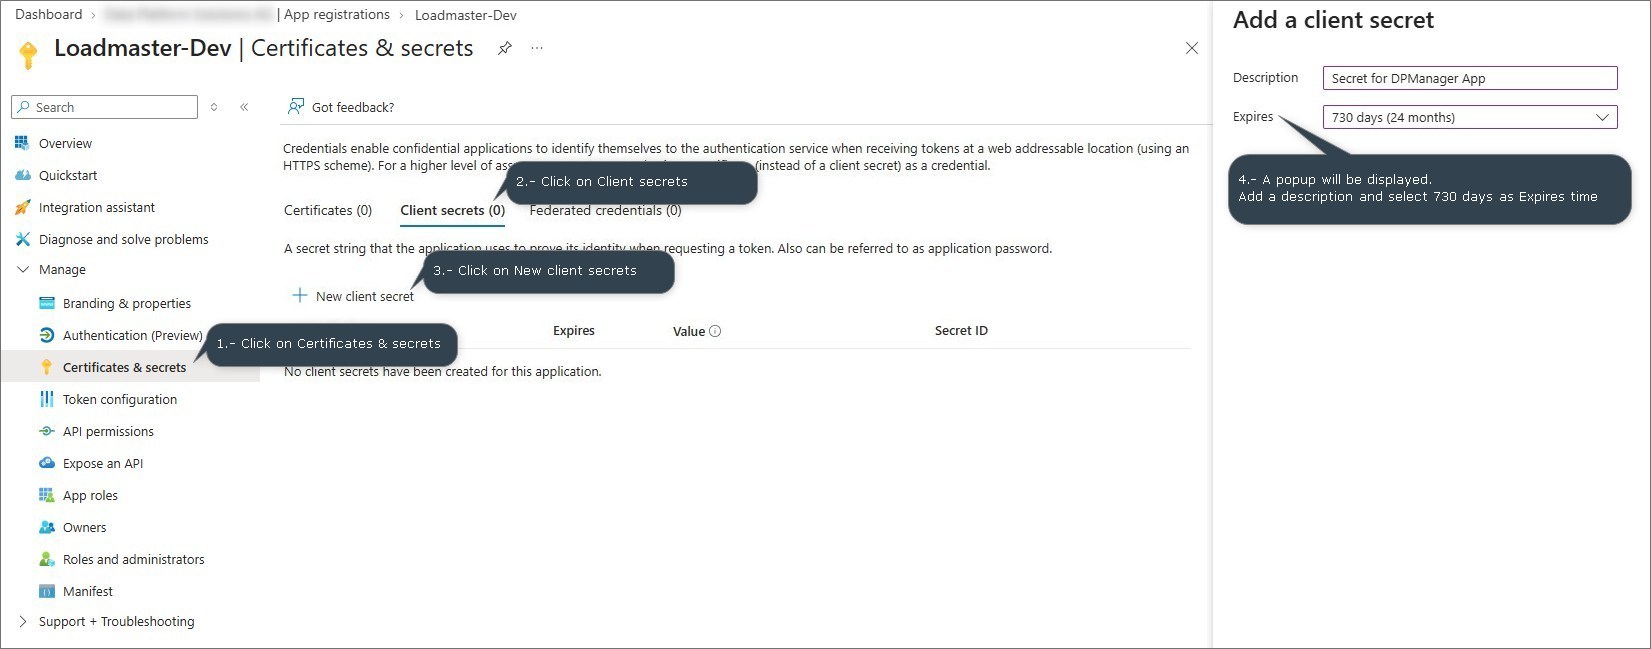 Dashboard > | App registrations > Loadmaster-Dev
Loadmaster-Dev | Certificates & secrets
Search
Overview
Quickstart
Integration assistant
Diagnose and solve problems
Manage
Branding & properties
Authentication (Preview)
Certificates & secrets
Token configuration
API permissions
Expose an API
App roles
Owners
Roles and administrators
Manifest
Support + Troubleshooting
1.- Click on Certificates & secrets
Got feedback?
Credentials enable confidential applications to identify themselves to the authentication service when receiving tokens at a web addressable location (using an
HTTPS scheme). For a higher level of (instead of a client secret) as a credential.
2.- Click on Client secrets
Certificates (0) Client secrets (0) Federated credentials (0)
A secret string that the application uses to prove its identity when requesting a token. Also can be referred to as application password.
3.- Click on New client secrets
New client secret
Expires Value Secret ID
No client secrets have been created for this application.
Add a client secret
Description Secret for DPManager App
Expires 730 days (24 months)
4.- A popup will be displayed.
Add a description and select 730 days as Expires time